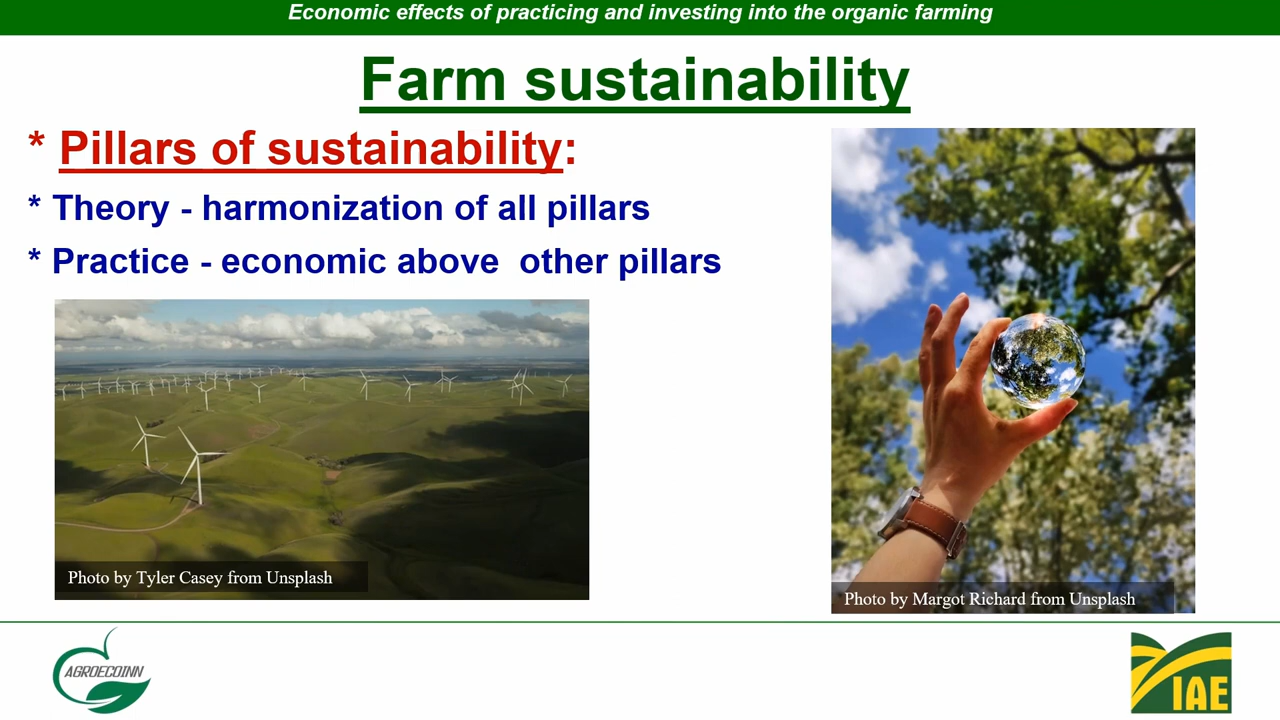 Economic effects of practicing and investing into the organic farming
Farm sustainability
* Pillars of sustainability:
* Theory - harmonization of all pillars
* Practice - economic above other pillars
Photo by Tyler Casey from Unsplash
Photo by Margot Richard from Unsplash
AGROECOINN
IAE